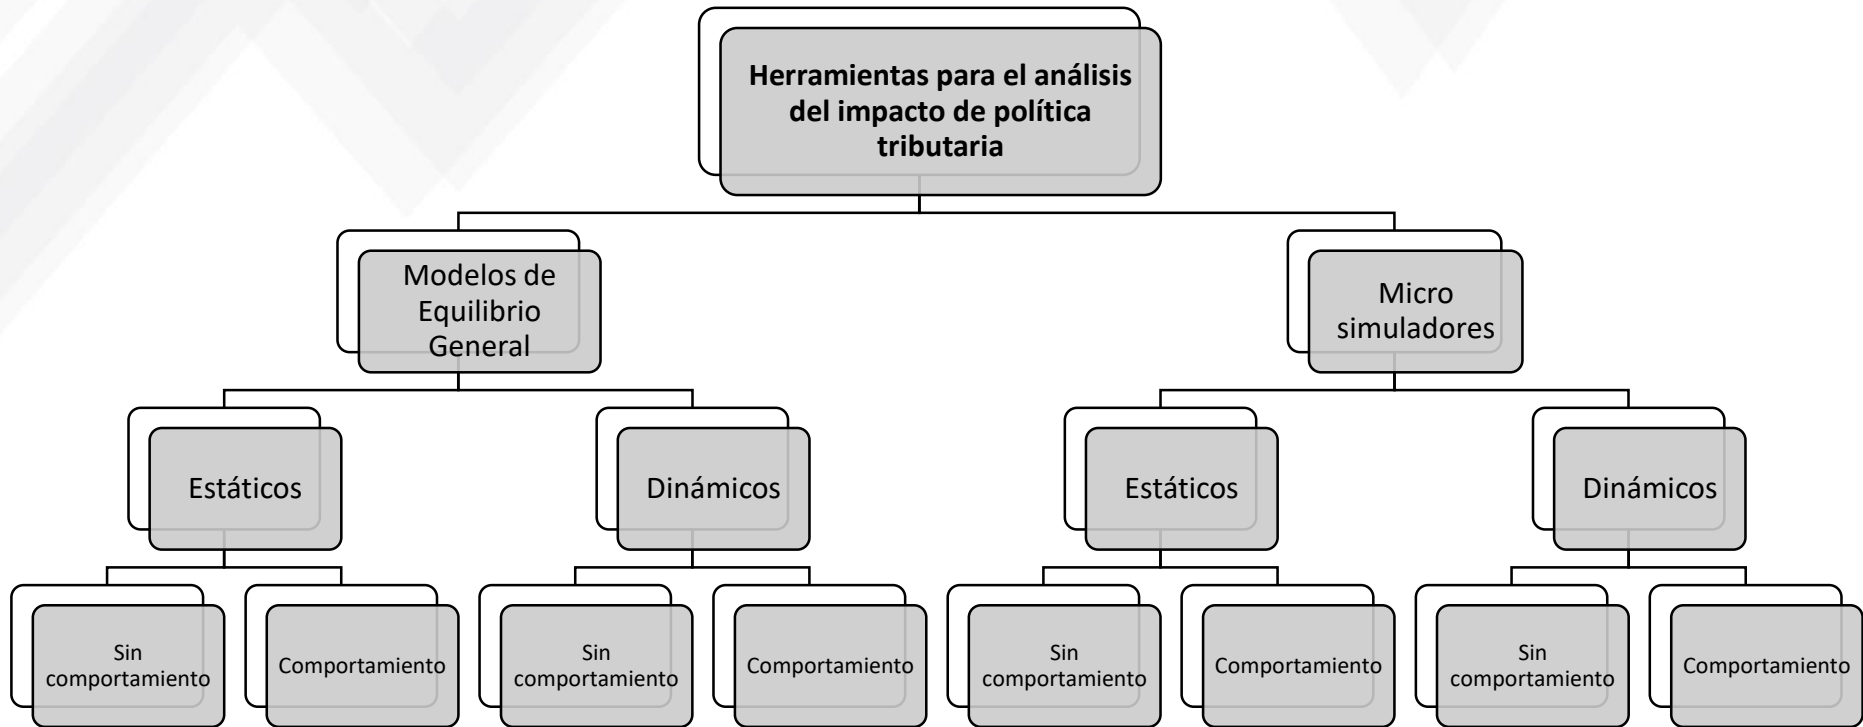 Herramientas para el análisis
del impacto de política
tributaria
Modelos de
Equilibrio
General
Micro
simuladores
Estáticos
Dinámicos
Estáticos
Dinámicos
Sin
comportamiento
Comportamiento
Sin
comportamiento
Comportamiento
Sin
comportamiento
Comportamiento
Sin
comportamiento
Comportamiento